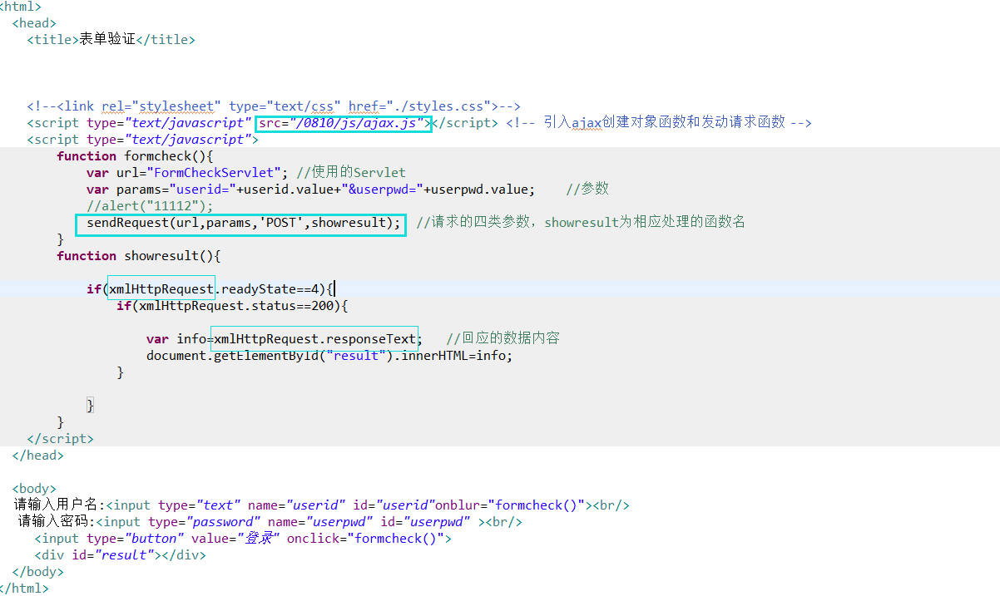 <html>
<head>
<title>表单验证</title>
<!--<link rel="stylesheet" type="text/css" href="./styles.css">-->
<script type="text/javascript" src="/0810/js/ajax.js"></script> <!-- 引入ajax创建对象函数和发动请求函数 -->
<script type="text/javascript">
function formcheck(){
var url="FormCheckServlet"; //使用的Servlet
var params="userid="+userid.value+"&userpwd="+userpwd.value; //参数
//alert("11112");
sendRequest(url,params,'POST',showresult); //请求的四类参数，showresult为相应处理的函数名
}
function showresult(){
if(xmlHttpRequest.readyState==4){
if(xmlHttpRequest.status==200){
var info=xmlHttpRequest.responseText; //回应的数据内容
document.getElementById("result").innerHTML=info;
}
}
}
</script>
</head>
<body>
请输入用户名:<input type="text" name="userid" id="userid"onblur="formcheck()"><br/>
请输入密码:<input type="password" name="userpwd" id="userpwd" ><br/>
<input type="button" value="登录" onclick="formcheck()">
<div id="result"></div>
</body>
</html>